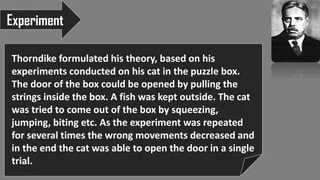 Experiment
Thorndike formulated his theory, based on his
experiments conducted on his cat in the puzzle box.
The door of the box could be opened by pulling the
strings inside the box. A fish was kept outside. The cat
was tried to come out of the box by squeezing,
jumping, biting etc. As the experiment was repeated
for several times the wrong movements decreased and
in the end the cat was able to open the door in a single
trial.